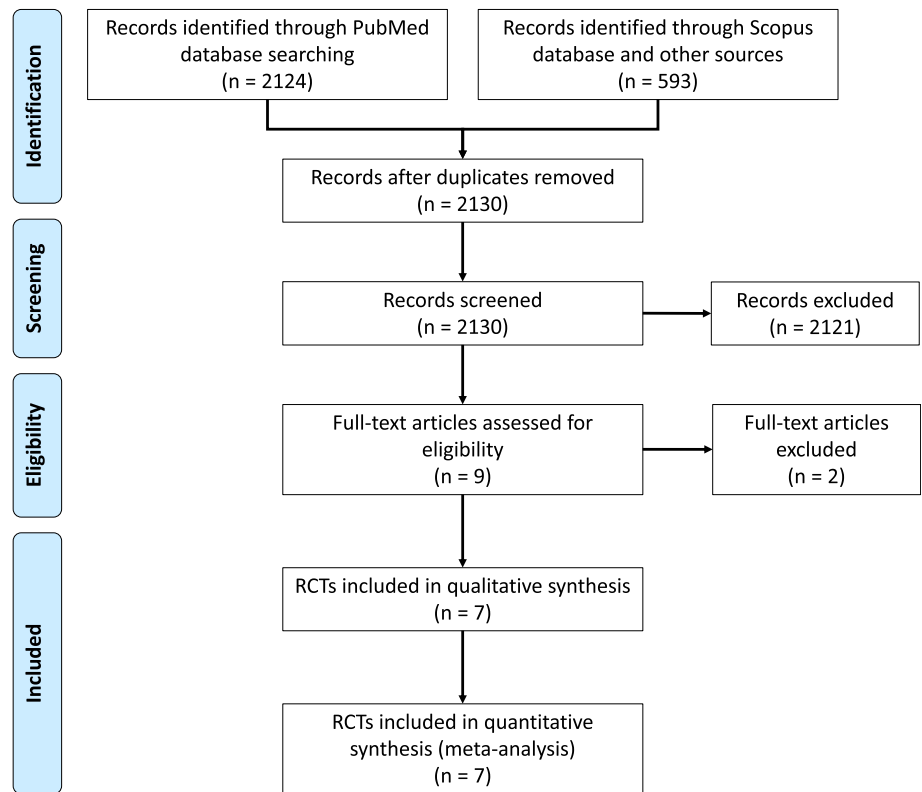 Identification
Records identified through PubMed
database searching
(n = 2124)
Records identified through Scopus
database and other sources
(n = 593)
Records after duplicates removed
(n = 2130)
Screening
Records screened
(n = 2130)
Records excluded
(n = 2121)
Eligibility
Full-text articles assessed for
eligibility
(n = 9)
Full-text articles
excluded
(n = 2)
Included
RCTs included in qualitative synthesis
(n = 7)
RCTs included in quantitative
synthesis (meta-analysis)
(n = 7)